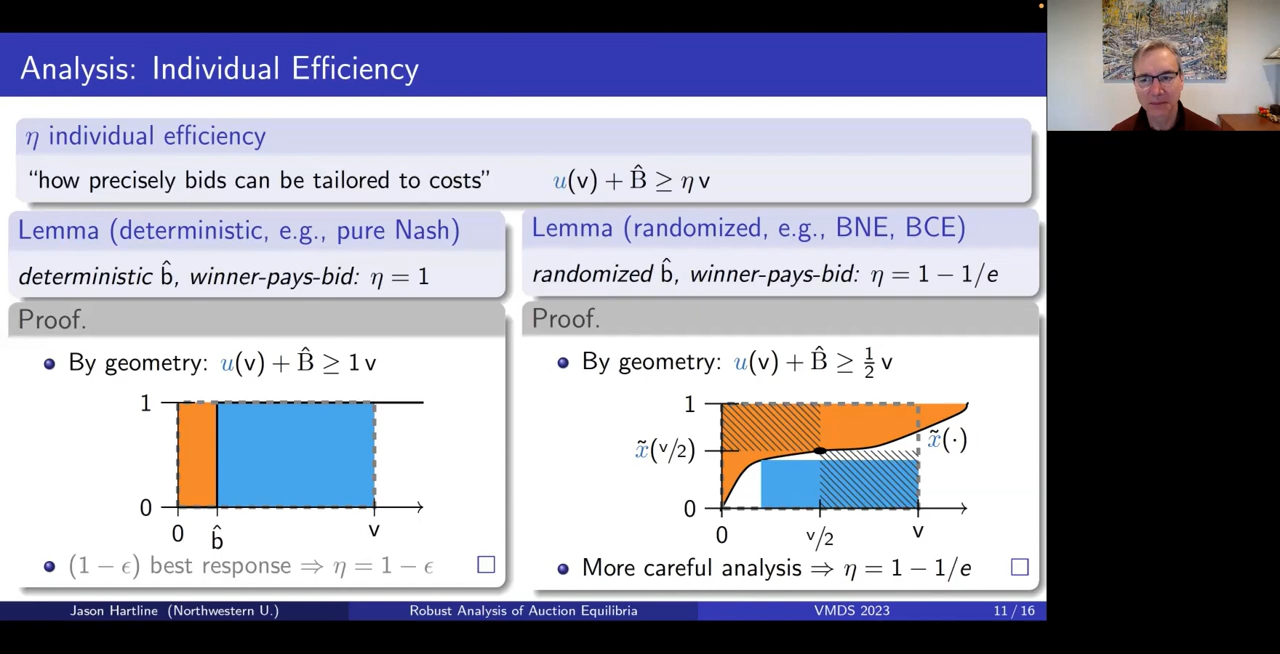 Analysis: Individual Efficiency
η individual efficiency
“how precisely bids can be tailored to costs” u(v) + B̂ ≥ η v
Lemma (deterministic, e.g., pure Nash)
deterministic b̂, winner-pays-bid: η = 1
Proof.
By geometry: u(v) + B̂ ≥ 1 v
1
0
0 b̂ v
(1 − ϵ) best response ⇒ η = 1 − ϵ
Lemma (randomized, e.g., BNE, BCE)
randomized b̂, winner-pays-bid: η = 1 − 1/e
Proof.
By geometry: u(v) + B̂ ≥ ½ v
1
x̃(v/2)
x̃(·)
0
0 v/2 v
More careful analysis ⇒ η = 1 − 1/e
Jason Hartline (Northwestern U.) Robust Analysis of Auction Equilibria VMDS 2023 11 / 16